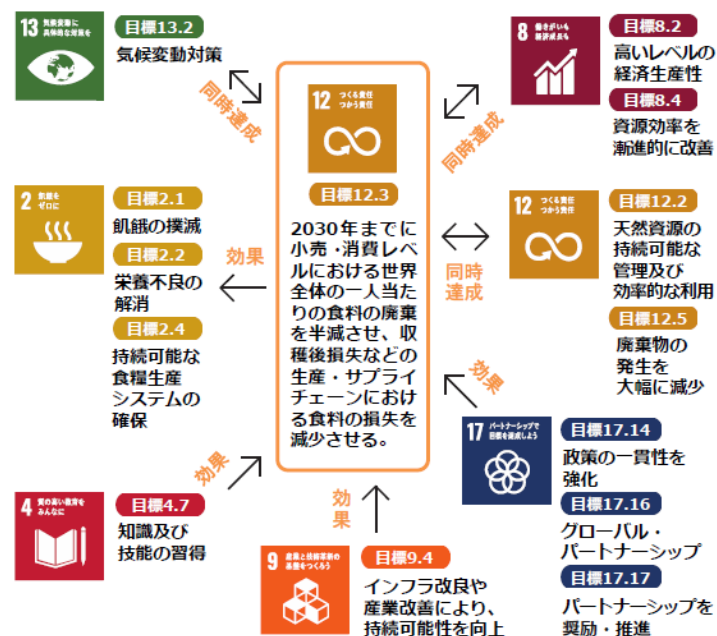 13 気候変動に
具体的な対策を
目標13.2
気候変動対策
同時達成
8 働きがいも
経済成長も
目標8.2
高いレベルの
経済生産性
目標8.4
資源効率を
漸進的に改善
同時達成
12 つくる責任
つかう責任
目標12.3
2030年までに
小売・消費レベ
ルにおける世界
全体の一人当た
りの食料の廃棄
を半減させ、収
穫後損失などの
生産・サプライ
チェーンにおけ
る食料の損失を
減少させる。
2 飢餓を
ゼロに
目標2.1
飢餓の撲滅
目標2.2
栄養不良の
解消
目標2.4
持続可能な
食糧生産
システムの
確保
効果
12 つくる責任
つかう責任
目標12.2
天然資源の
持続可能な
管理及び
効率的な利用
目標12.5
廃棄物の
発生を
大幅に減少
同時
達成
4 質の高い教育を
みんなに
目標4.7
知識及び
技能の習得
効果
9 産業と技術革新の
基盤をつくろう
目標9.4
インフラ改良や
産業改善により、
持続可能性を向上
効果
17 パートナーシップで
目標を達成しよう
目標17.14
政策の一貫性を
強化
目標17.16
グローバル・
パートナーシップ
目標17.17
パートナーシップを
奨励・推進
効果